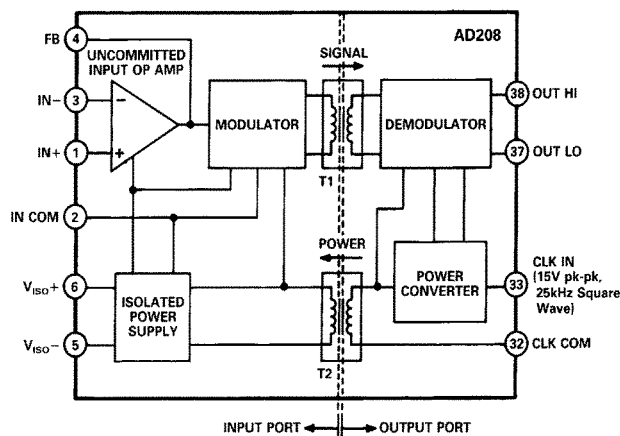 AD208
FB
4
UNCOMMITTED
INPUT OP AMP
SIGNAL
IN−
3
−
MODULATOR
DEMODULATOR
38
OUT HI
IN+
1
+
37
OUT LO
T1
IN COM
2
POWER
VISO+
6
ISOLATED
POWER
SUPPLY
POWER
CONVERTER
33
CLK IN
(15V pk-pk,
25kHz Square
Wave)
VISO−
5
32
CLK COM
T2
INPUT PORT
OUTPUT PORT